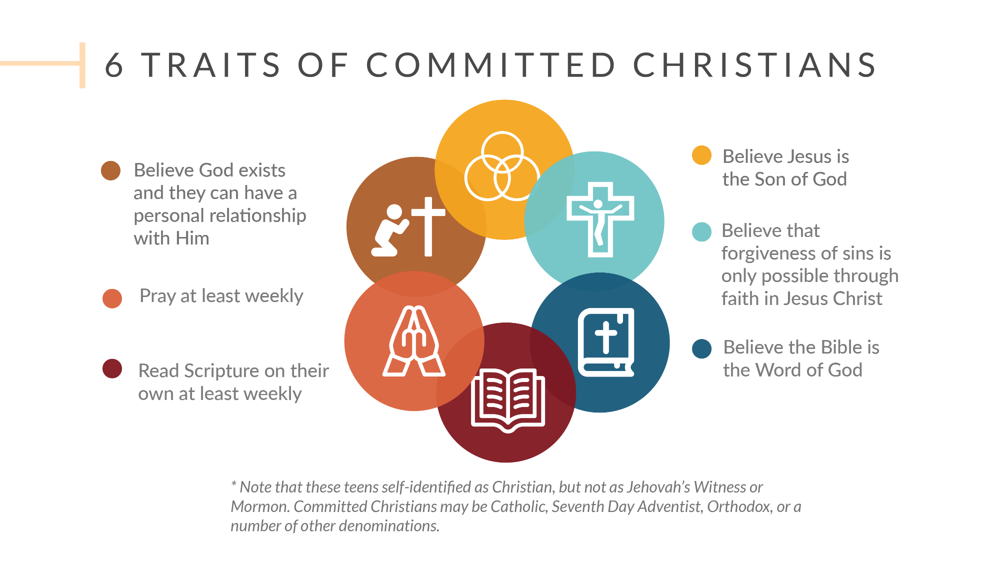 6 TRAITS OF COMMITTED CHRISTIANS
Believe God exists
and they can have a
personal relationship
with Him
Pray at least weekly
Read Scripture on their
own at least weekly
Believe Jesus is
the Son of God
Believe that
forgiveness of sins is
only possible through
faith in Jesus Christ
Believe the Bible is
the Word of God
* Note that these teens self-identified as Christian, but not as Jehovah's Witness or
Mormon. Committed Christians may be Catholic, Seventh Day Adventist, Orthodox, or a
number of other denominations.